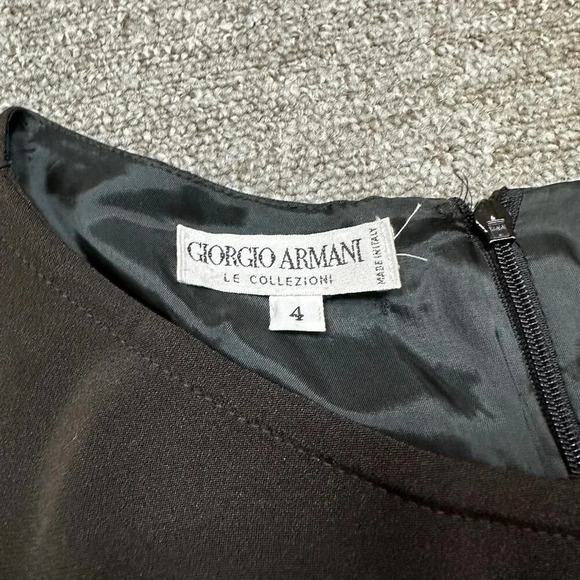 GIORGIO ARMANI
LE COLLEZIONI
MADE IN ITALY
4